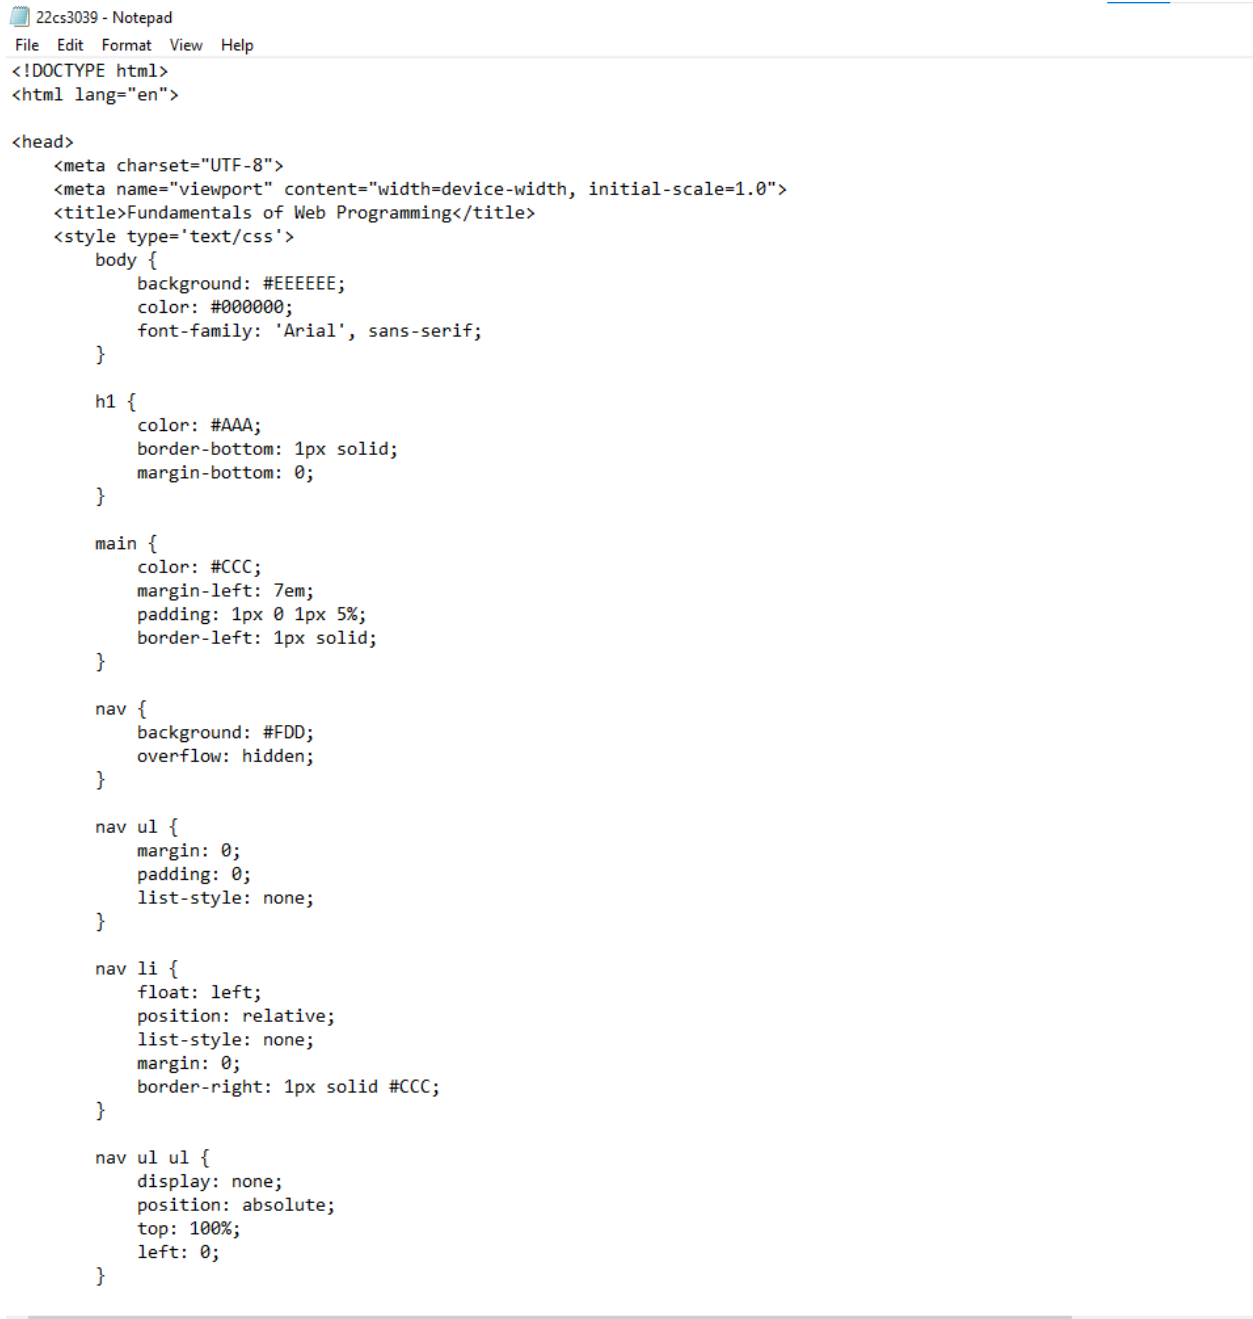 22cs3039 - Notepad
File Edit Format View Help
<!DOCTYPE html>
<html lang="en">

<head>
    <meta charset="UTF-8">
    <meta name="viewport" content="width=device-width, initial-scale=1.0">
    <title>Fundamentals of Web Programming</title>
    <style type='text/css'>
        body {
            background: #EEEEEE;
            color: #000000;
            font-family: 'Arial', sans-serif;
        }

        h1 {
            color: #AAA;
            border-bottom: 1px solid;
            margin-bottom: 0;
        }

        main {
            color: #CCC;
            margin-left: 7em;
            padding: 1px 0 1px 5%;
            border-left: 1px solid;
        }

        nav {
            background: #FDD;
            overflow: hidden;
        }

        nav ul {
            margin: 0;
            padding: 0;
            list-style: none;
        }

        nav li {
            float: left;
            position: relative;
            list-style: none;
            margin: 0;
            border-right: 1px solid #CCC;
        }

        nav ul ul {
            display: none;
            position: absolute;
            top: 100%;
            left: 0;
        }